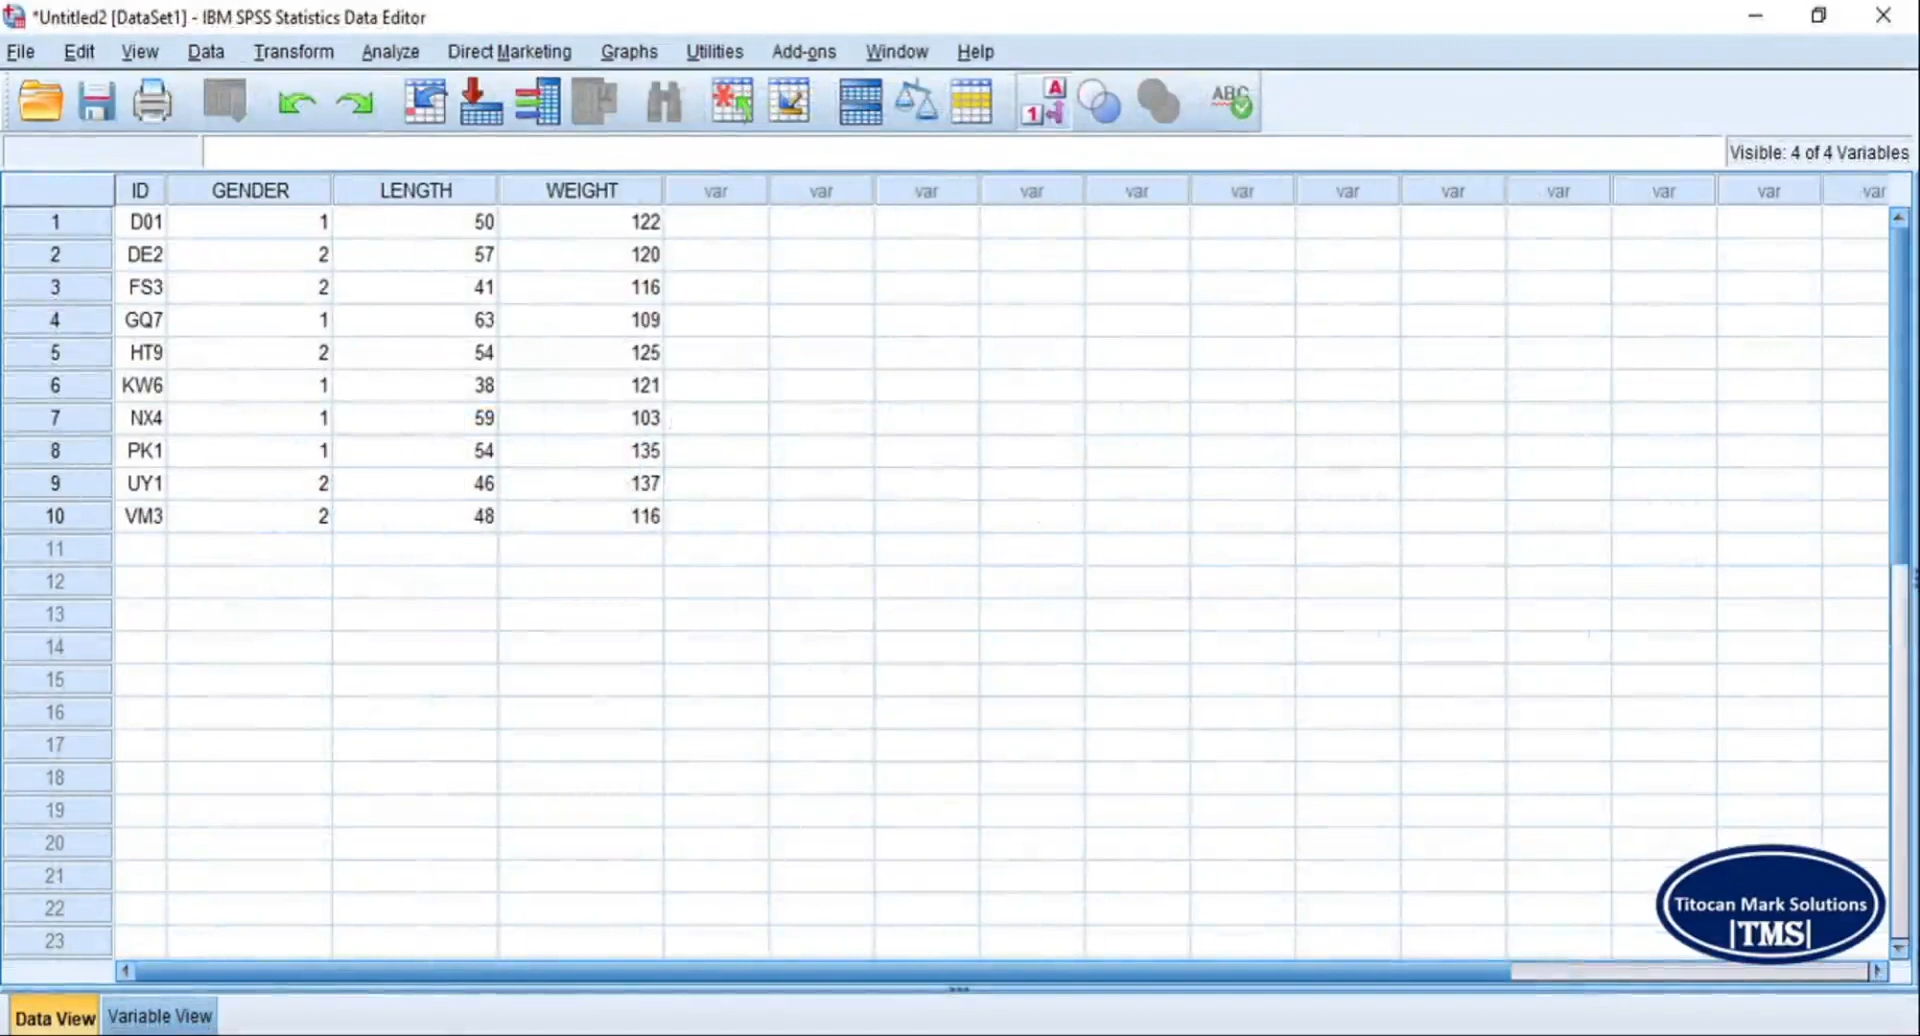 *Untitled2 [DataSet1] - IBM SPSS Statistics Data Editor
File Edit View Data Transform Analyze Direct Marketing Graphs Utilities Add-ons Window Help
A
1
ABC
Visible: 4 of 4 Variables
ID GENDER LENGTH WEIGHT var var var var var var var var var var var var
1 D01 1 50 122
2 DE2 2 57 120
3 FS3 2 41 116
4 GQ7 1 63 109
5 HT9 2 54 125
6 KW6 1 38 121
7 NX4 1 59 103
8 PK1 1 54 135
9 UY1 2 46 137
10 VM3 2 48 116
11
12
13
14
15
16
17
18
19
20
21
22
23
Titocan Mark Solutions
|TMS|
Data View Variable View